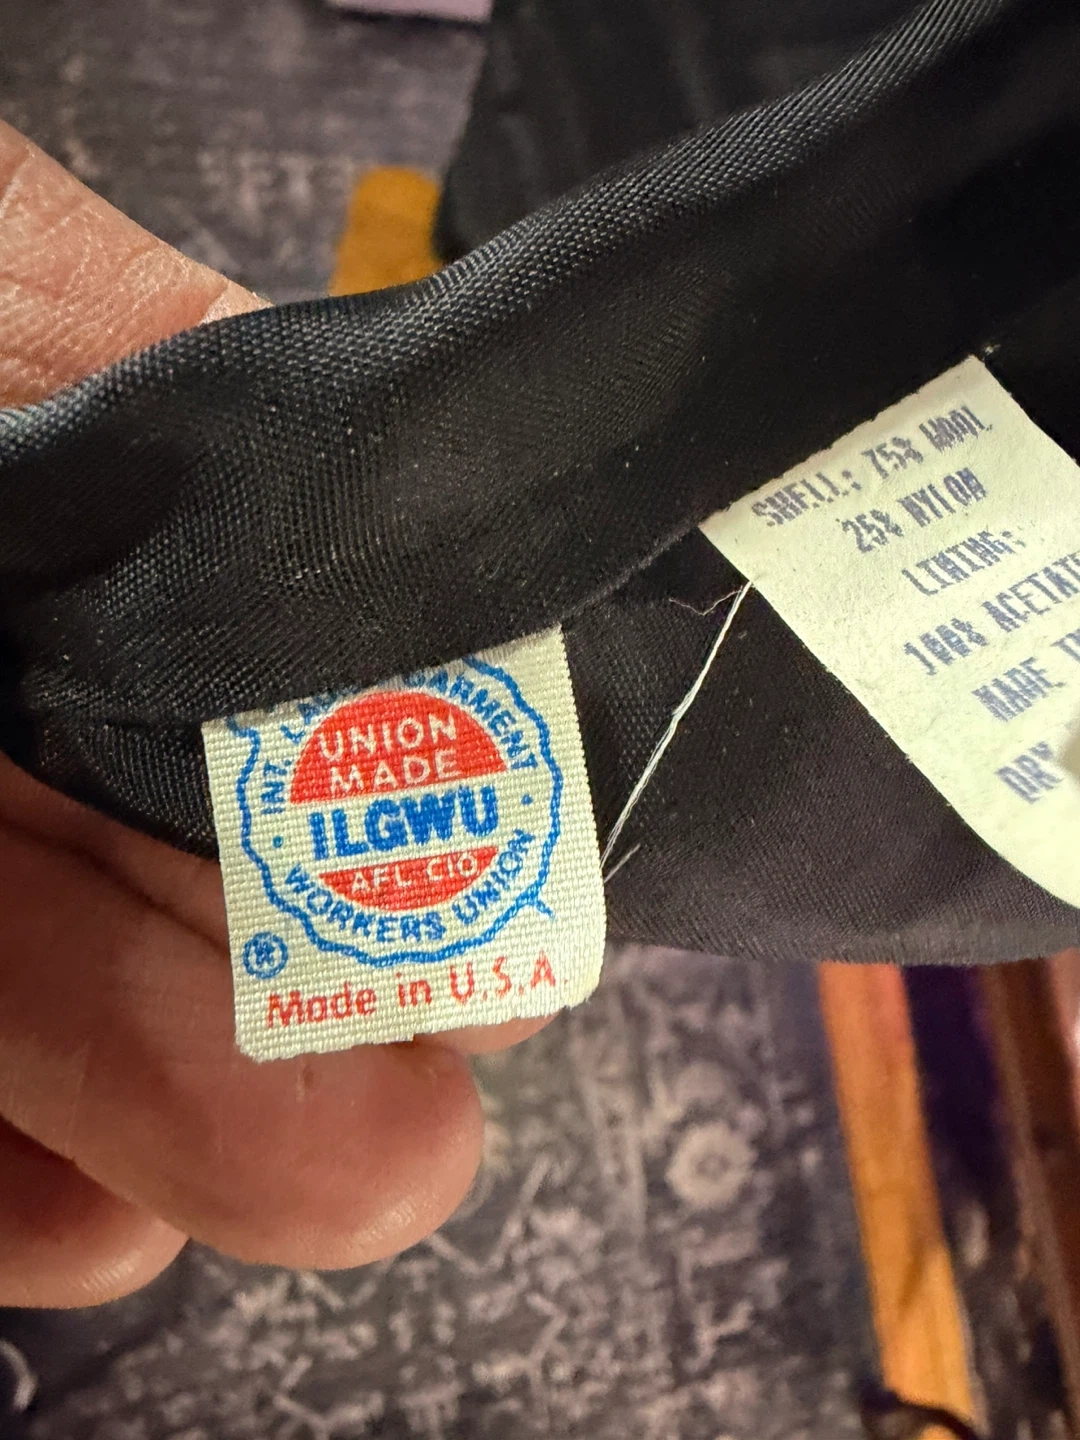 INT. LA GARMENT
UNION
MADE
ILGWU
AFL CIO
WORKERS UNION
®
Made in U.S.A.
SHELL: 75% WOOL
25% NYLON
LINING:
100% ACETATE
MADE
DRY